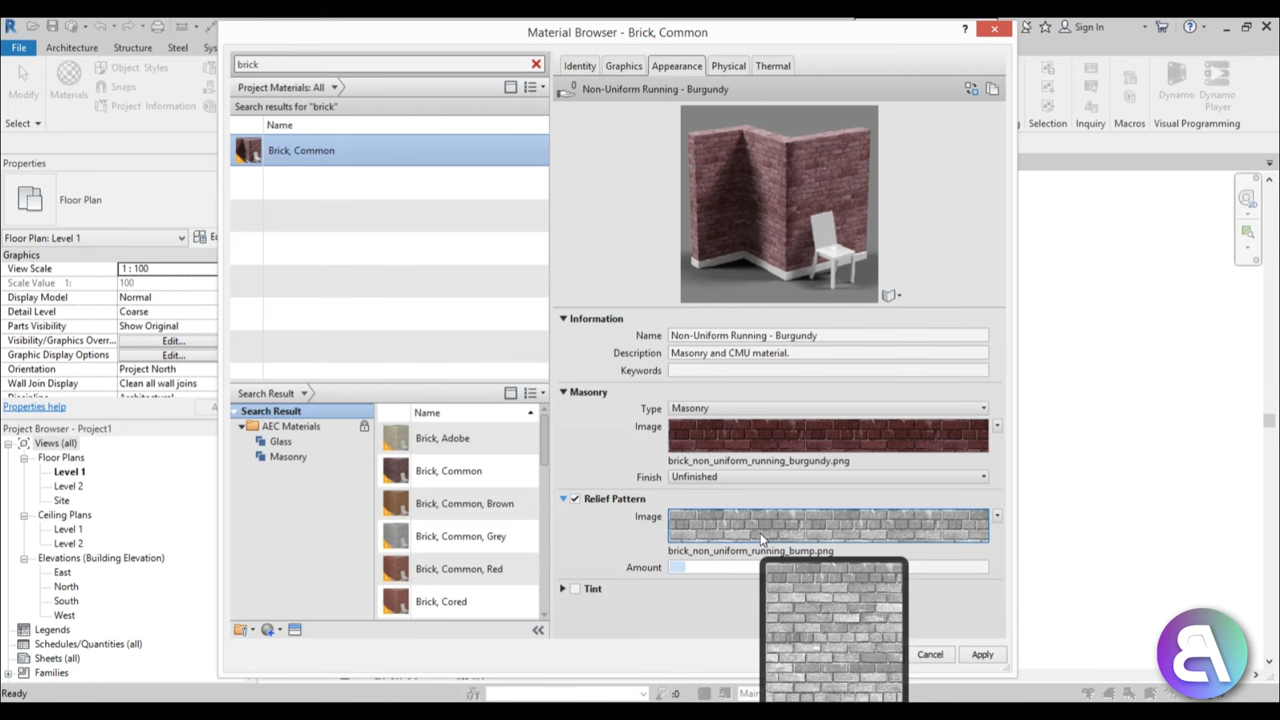 Material Browser - Brick, Common
?
Sign In
File
Architecture
Structure
Steel
Modify
Materials
Object Styles
Snaps
Project Information
Select
Selection
Inquiry
Macros
Dynamo
Dynamo Player
Visual Programming
Properties
Floor Plan
Floor Plan: Level 1
Graphics
View Scale 1 : 100
Scale Value 1: 100
Display Model Normal
Detail Level Coarse
Parts Visibility Show Original
Visibility/Graphics Overr... Edit...
Graphic Display Options Edit...
Orientation Project North
Wall Join Display Clean all wall joins
Properties help
Project Browser - Project1
Views (all)
Floor Plans
Level 1
Level 2
Site
Ceiling Plans
Level 1
Level 2
Elevations (Building Elevation)
East
North
South
West
Legends
Schedules/Quantities (all)
Sheets (all)
Families
Ready
brick
Project Materials: All
Search results for "brick"
Name
Brick, Common
Search Result
Search Result
AEC Materials
Glass
Masonry
Name
Brick, Adobe
Brick, Common
Brick, Common, Brown
Brick, Common, Grey
Brick, Common, Red
Brick, Cored
Identity
Graphics
Appearance
Physical
Thermal
0
Non-Uniform Running - Burgundy
Information
Name Non-Uniform Running - Burgundy
Description Masonry and CMU material.
Keywords
Masonry
Type Masonry
Image
brick_non_uniform_running_burgundy.png
Finish Unfinished
Relief Pattern
Image
brick_non_uniform_running_bump.png
Amount
Tint
Cancel
Apply
:0
Main